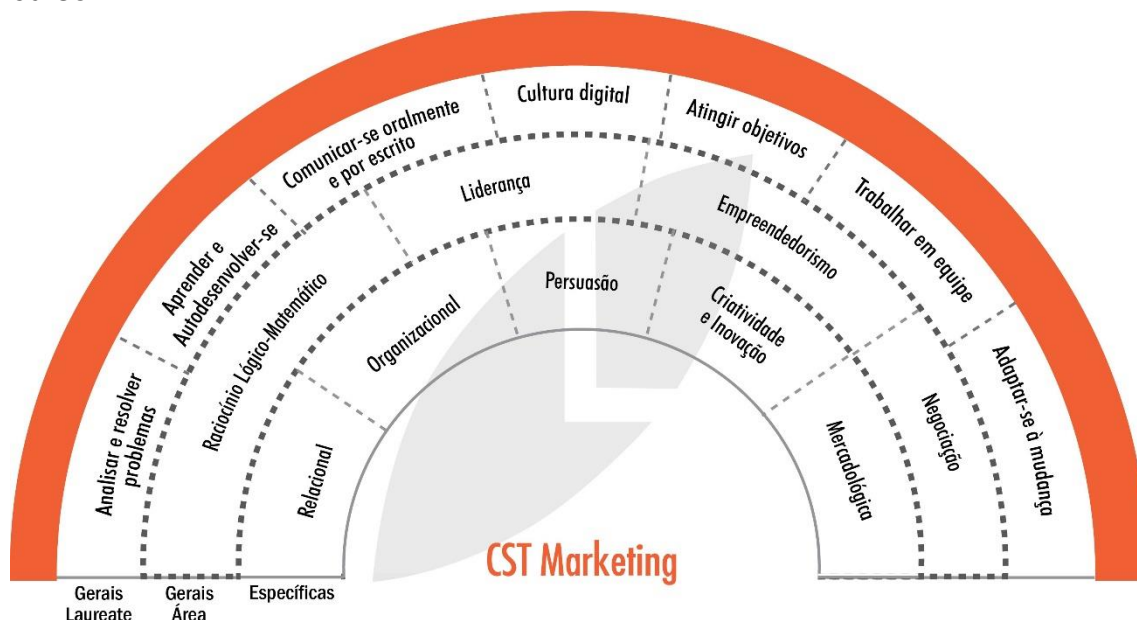 Analisar e resolver
problemas
Aprender e
Autodesenvolver-se
Comunicar-se oralmente
e por escrito
Cultura digital
Atingir objetivos
Trabalhar em equipe
Adaptar-se à mudança
Raciocínio Lógico-Matemático
Liderança
Empreendedorismo
Negociação
Relacional
Organizacional
Persuasão
Criatividade
e Inovação
Mercadológica
CST Marketing
Gerais
Laureate
Gerais
Área
Específicas